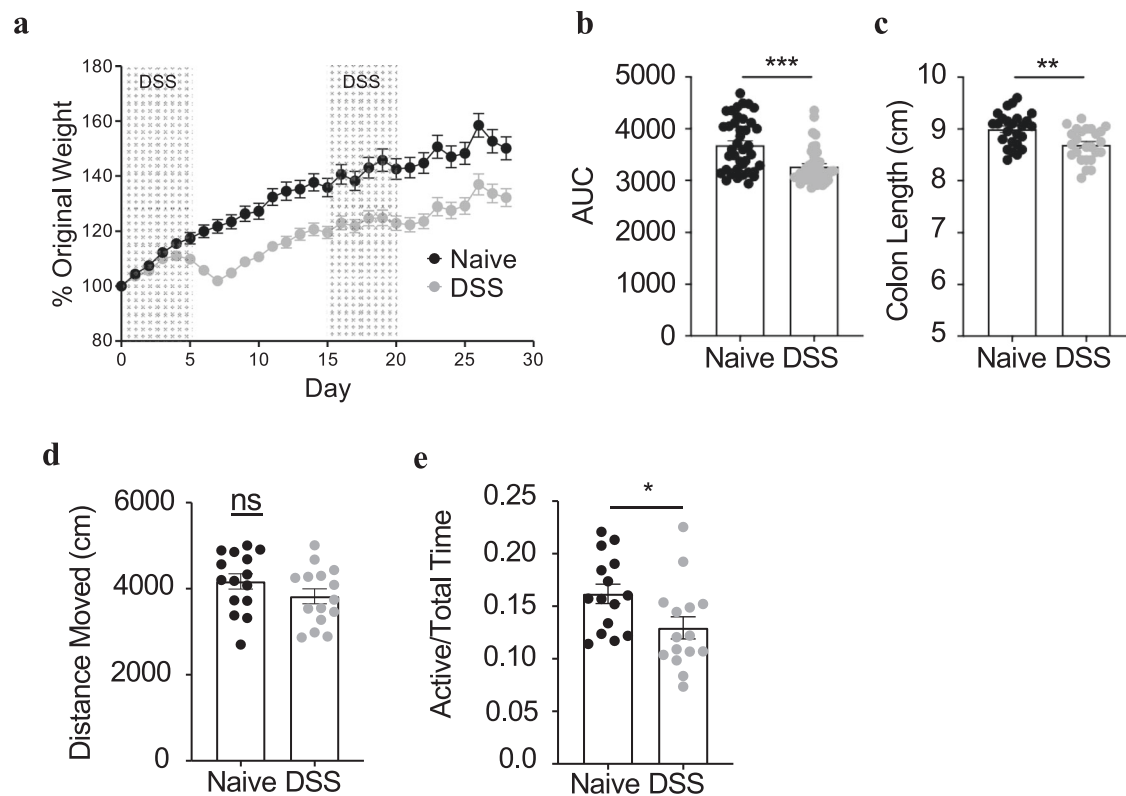 a
% Original Weight
180
160
140
120
100
80
DSS
DSS
Naive
DSS
0
5
10
15
20
25
30
Day
b
***
AUC
5000
4000
3000
2000
1000
0
Naive DSS
c
**
Colon Length (cm)
10
9
8
7
6
5
Naive DSS
d
ns
Distance Moved (cm)
6000
4000
2000
0
Naive DSS
e
*
Active/Total Time
0.25
0.20
0.15
0.10
0.05
0.0
Naive DSS